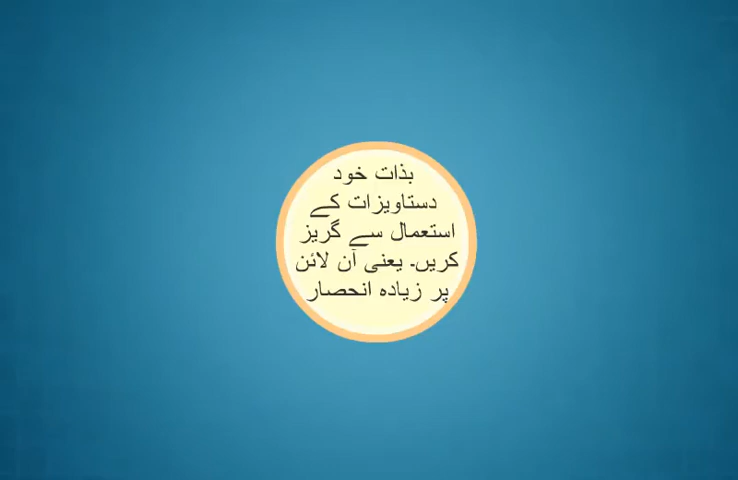 بذات خود
دستاویزات کے
استعمال سے گریز
کریں۔ یعنی آن لائن
پر زیادہ انحصار